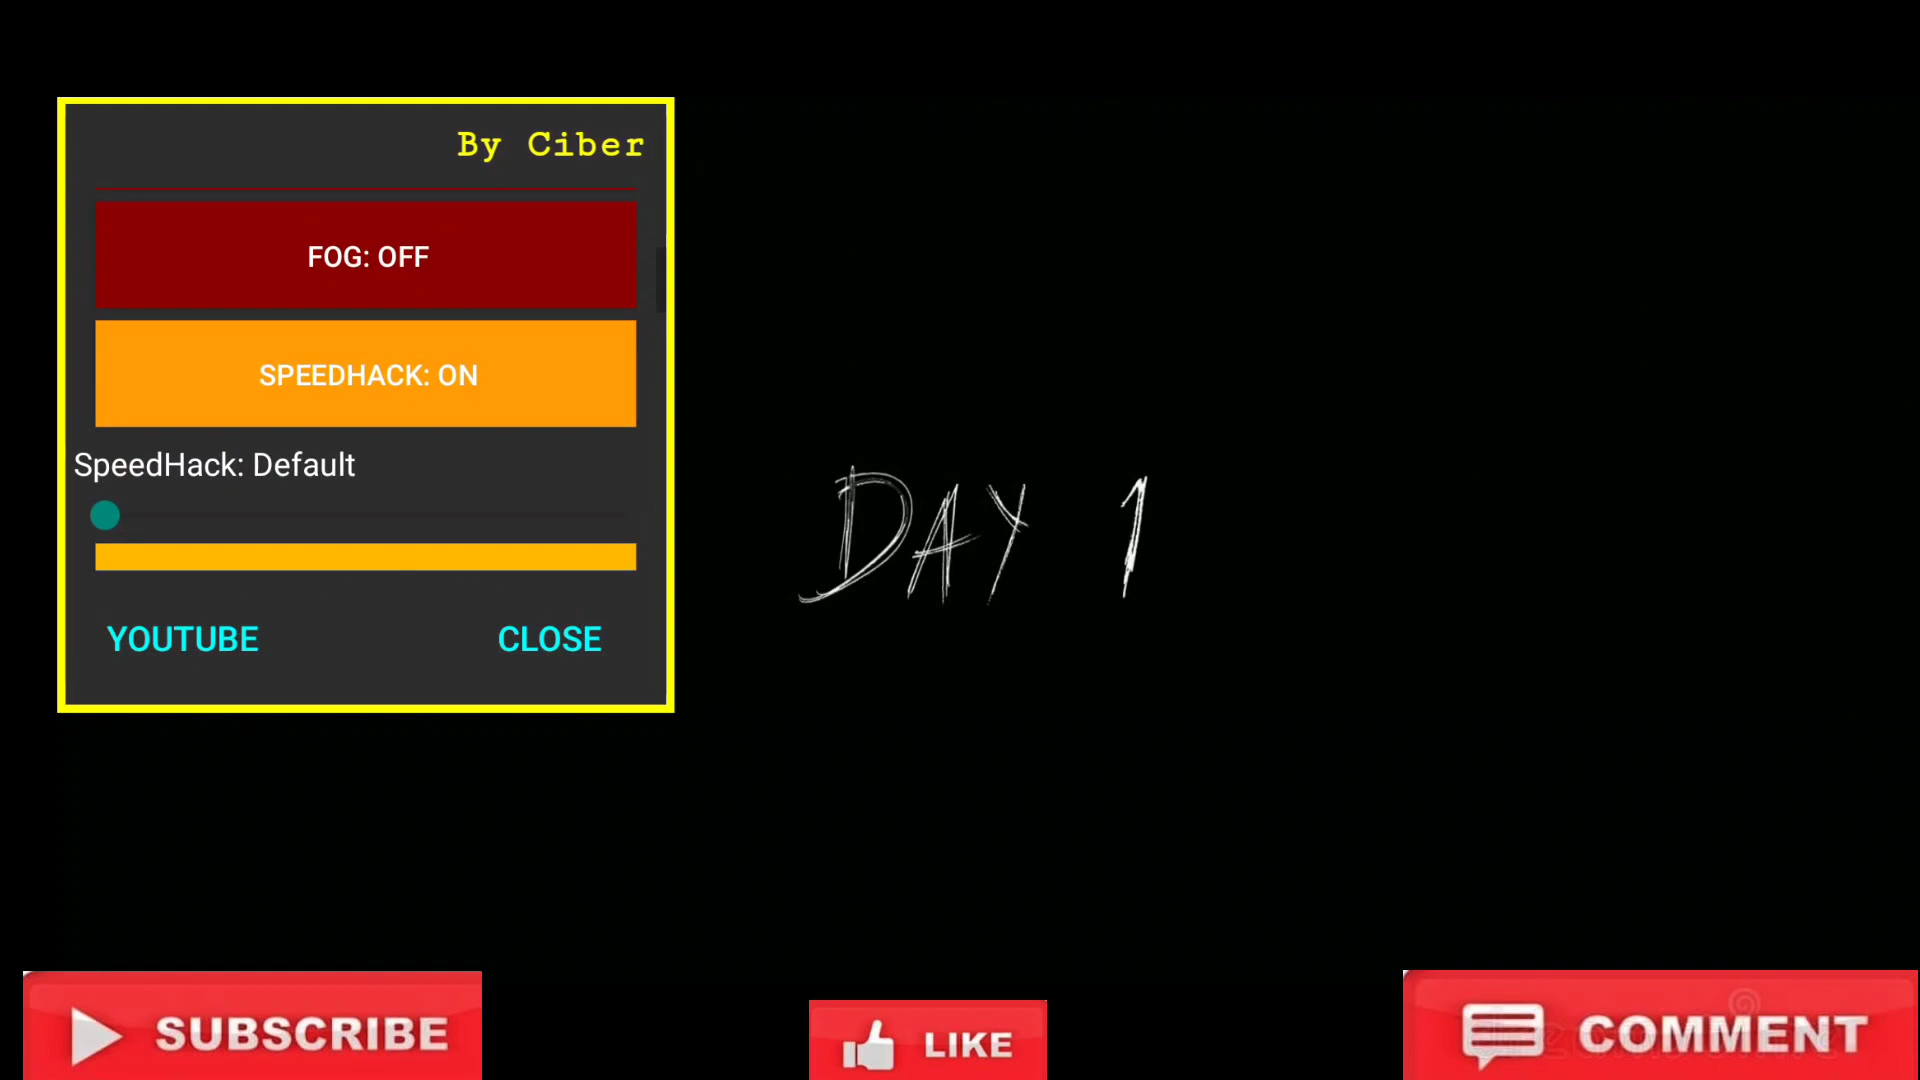 By Ciber
FOG: OFF
SPEEDHACK: ON
SpeedHack: Default
YOUTUBE
CLOSE
DAY 1
SUBSCRIBE
LIKE
COMMENT